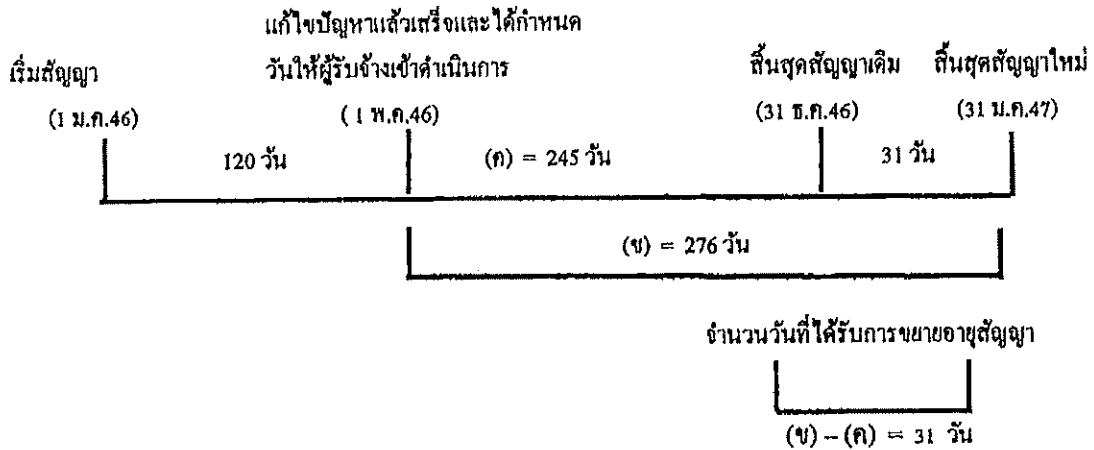 แก้ไขปัญหาแล้วเสร็จและได้กำหนด
เริ่มสัญญา วันให้ผู้รับจ้างเข้าดำเนินการ สิ้นสุดสัญญาเดิม สิ้นสุดสัญญาใหม่
(1 ม.ค.46) ( 1 พ.ค.46) (31 ธ.ค.46) (31 ม.ค.47)
120 วัน (ค) = 245 วัน 31 วัน
(ข) = 276 วัน
จำนวนวันที่ได้รับการขยายอายุสัญญา
(ข) – (ค) = 31 วัน